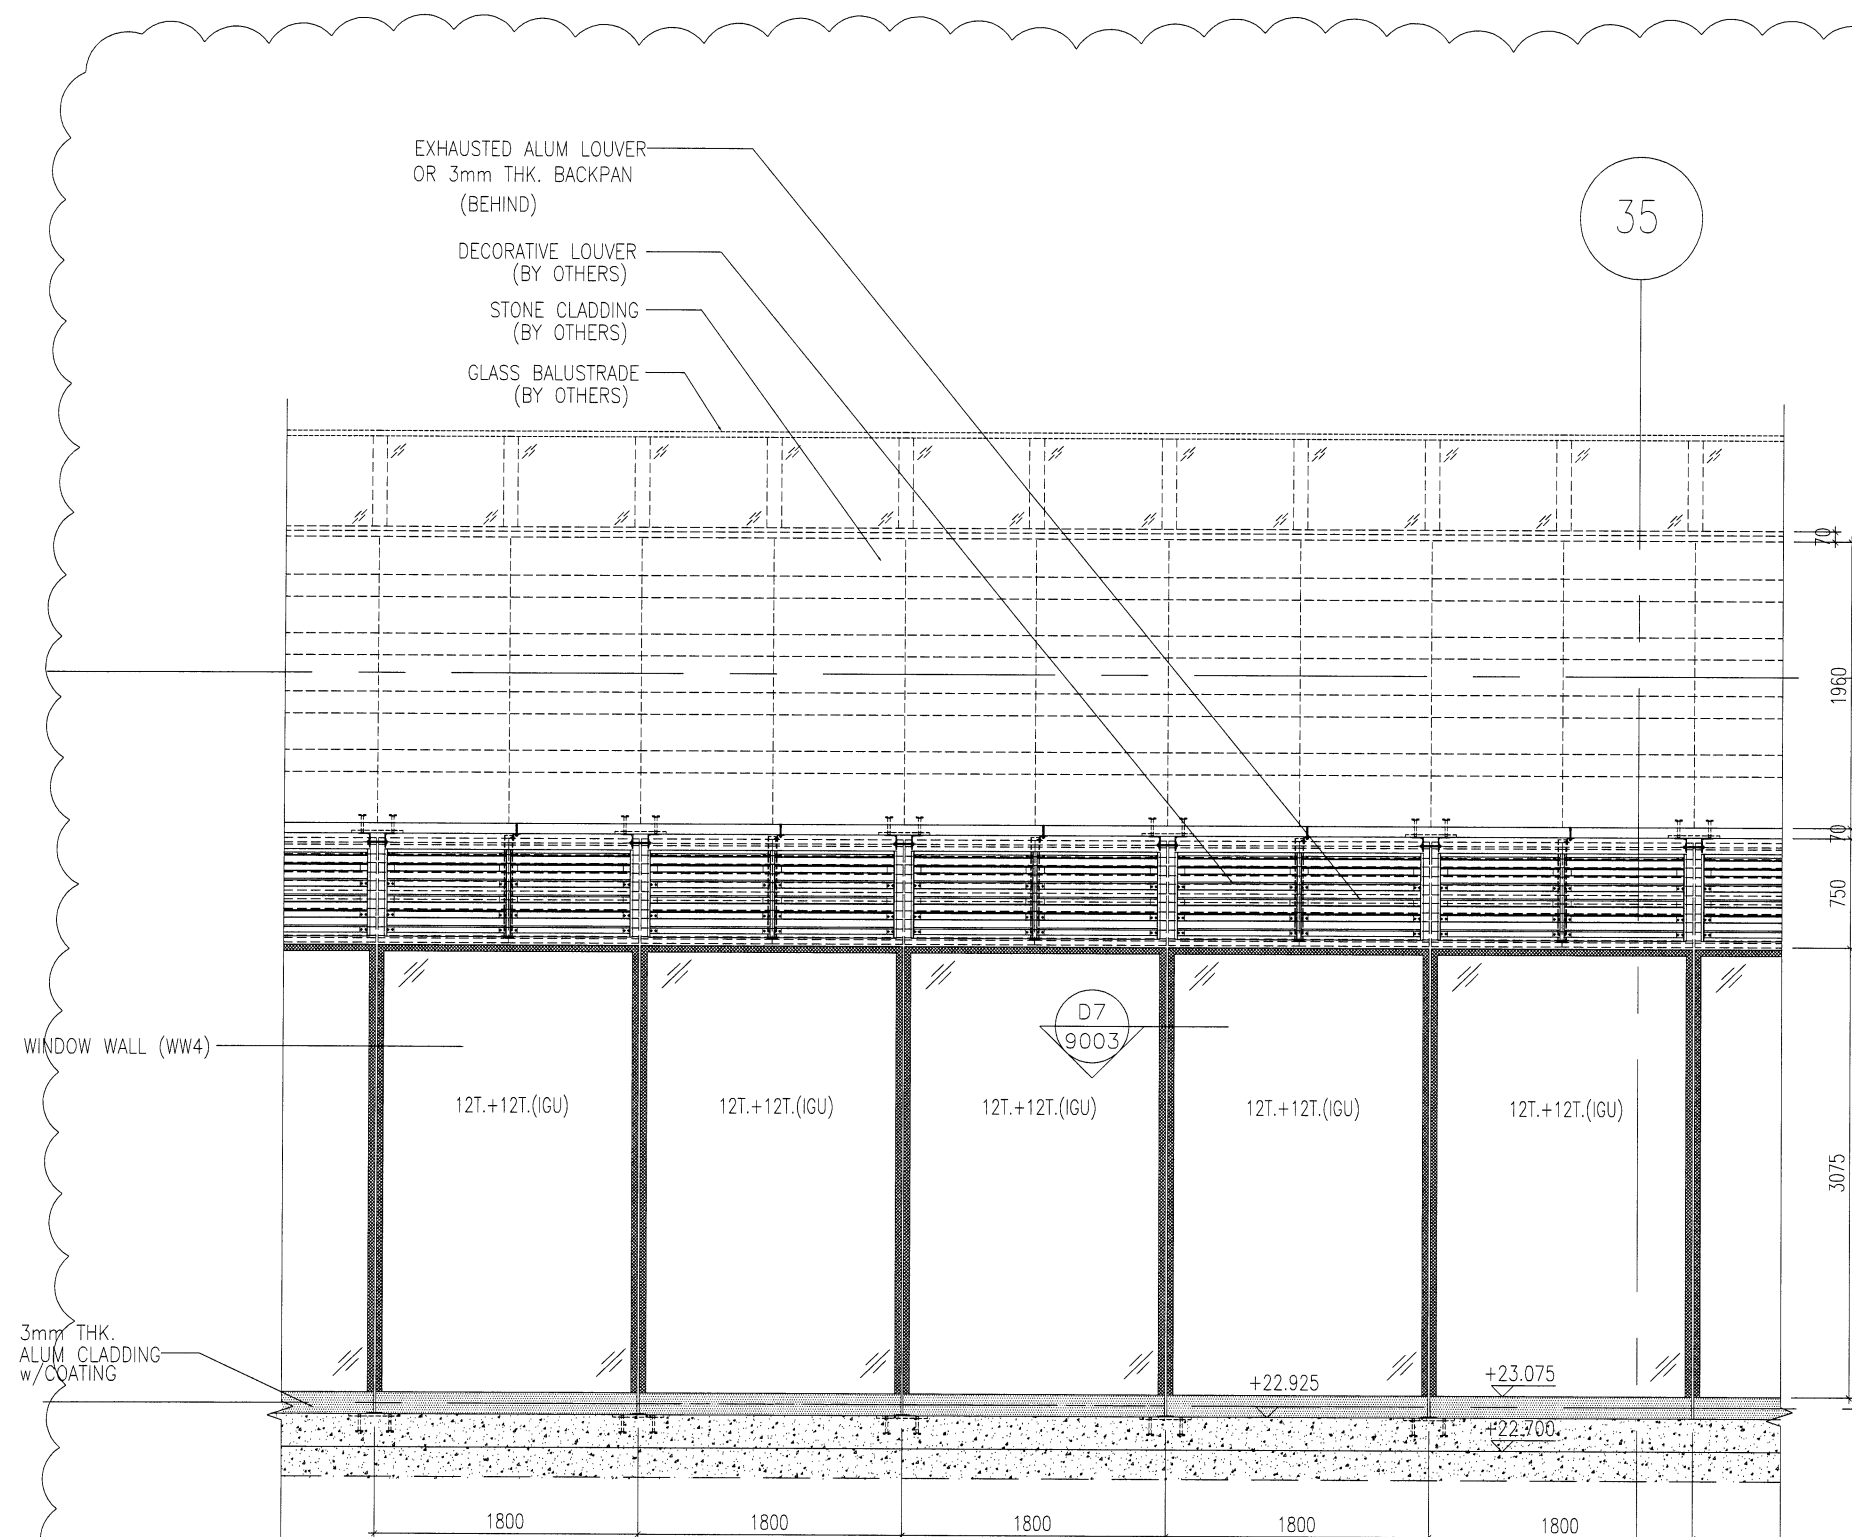 EXHAUSTED ALUM LOUVER
OR 3mm THK. BACKPAN
(BEHIND)
DECORATIVE LOUVER
(BY OTHERS)
STONE CLADDING
(BY OTHERS)
GLASS BALUSTRADE
(BY OTHERS)
35
70
1960
70
750
D7
9003
WINDOW WALL (WW4)
12T.+12T.(IGU)
12T.+12T.(IGU)
12T.+12T.(IGU)
12T.+12T.(IGU)
12T.+12T.(IGU)
3075
3mm THK.
ALUM CLADDING
w/COATING
+22.925
+23.075
+22.700
1800
1800
1800
1800
1800